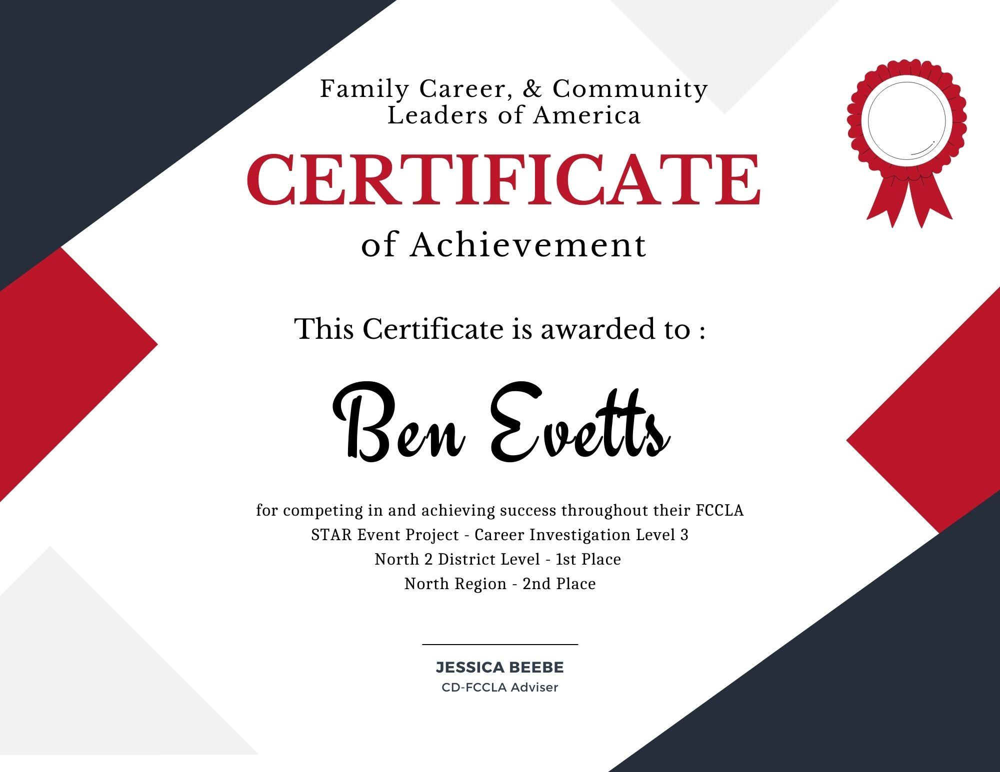 Family Career, & Community
Leaders of America
CERTIFICATE
of Achievement
This Certificate is awarded to :
Ben Evetts
for competing in and achieving success throughout their FCCLA
STAR Event Project - Career Investigation Level 3
North 2 District Level - 1st Place
North Region - 2nd Place
JESSICA BEEBE
CD-FCCLA Adviser